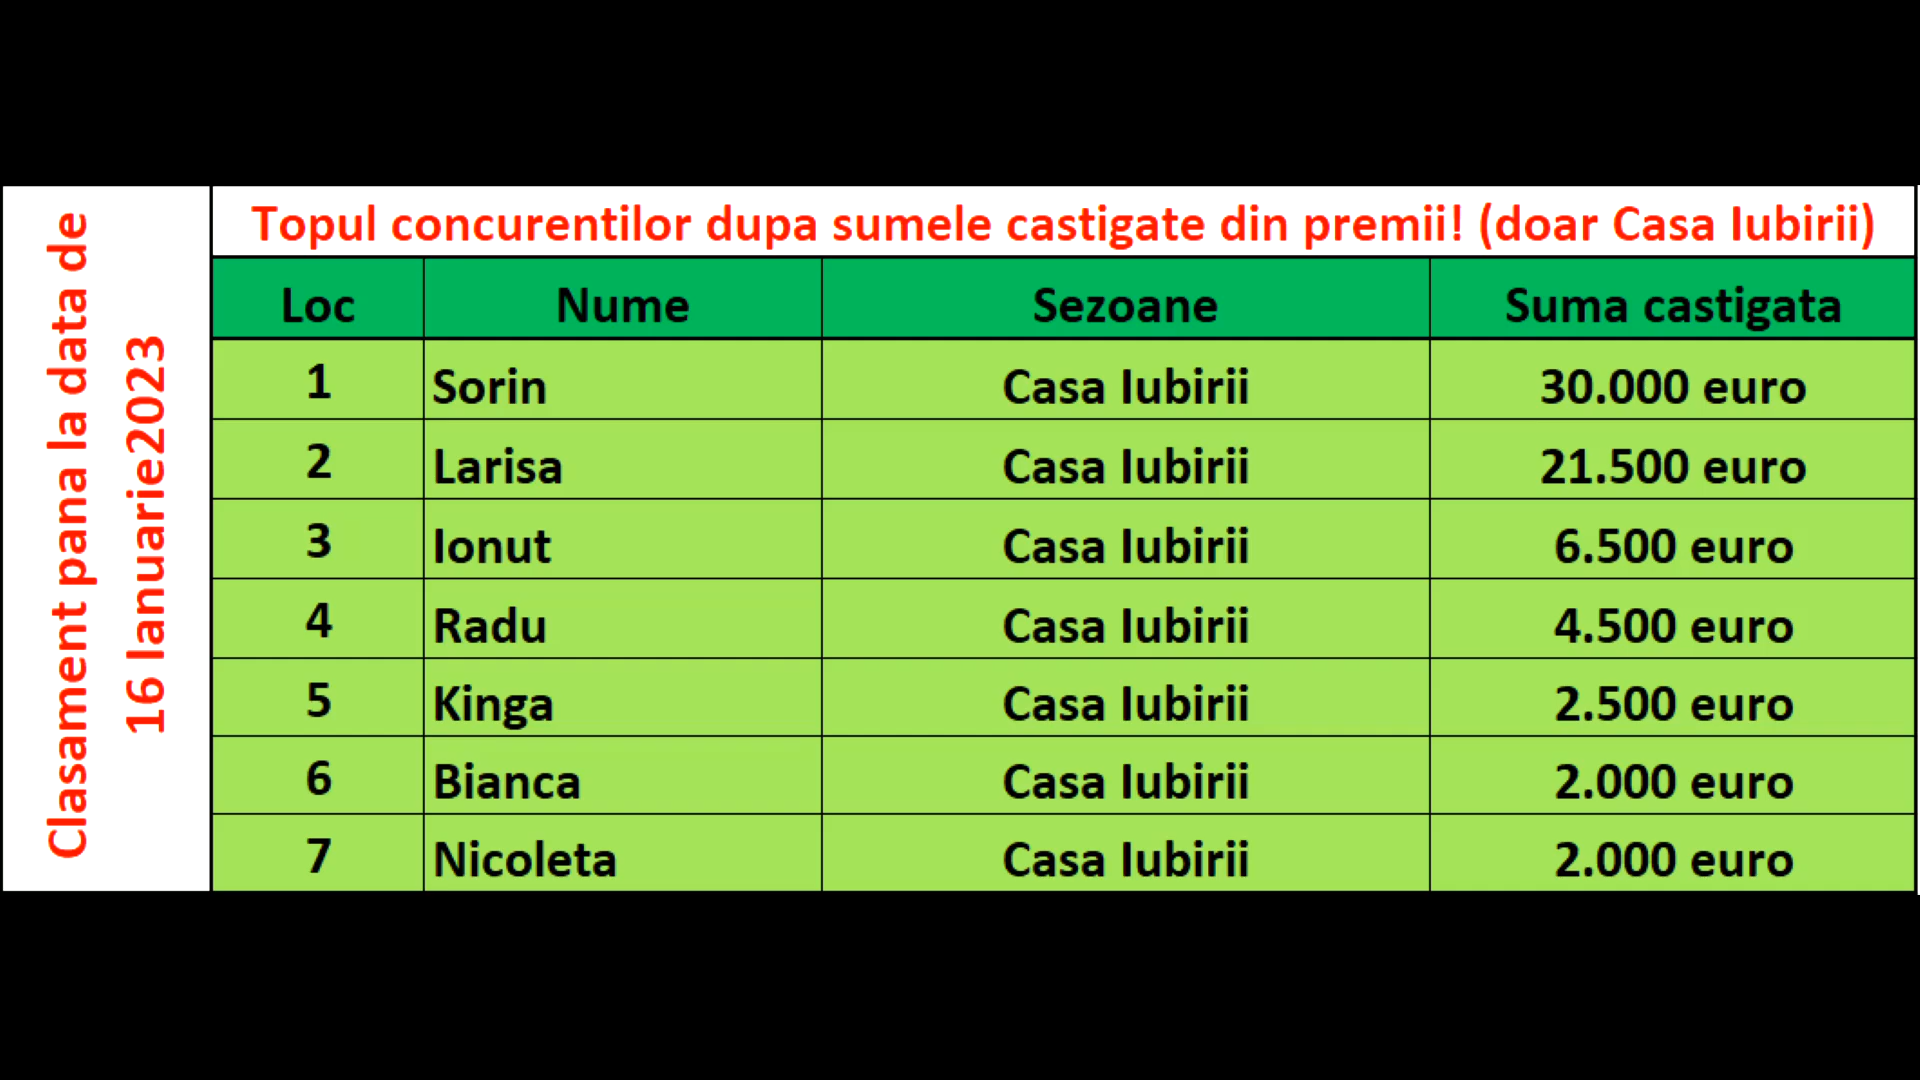 Clasament pana la data de
16 Ianuarie2023
Topul concurentilor dupa sumele castigate din premii! (doar Casa Iubirii)
Loc Nume Sezoane Suma castigata
1 Sorin Casa Iubirii 30.000 euro
2 Larisa Casa Iubirii 21.500 euro
3 Ionut Casa Iubirii 6.500 euro
4 Radu Casa Iubirii 4.500 euro
5 Kinga Casa Iubirii 2.500 euro
6 Bianca Casa Iubirii 2.000 euro
7 Nicoleta Casa Iubirii 2.000 euro